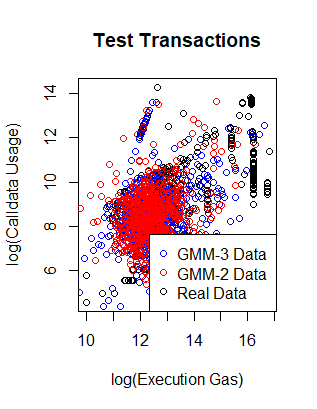 Test Transactions
log(Calldata Usage)
14
12
10
8
6
GMM-3 Data
GMM-2 Data
Real Data
10 12 14 16
log(Execution Gas)